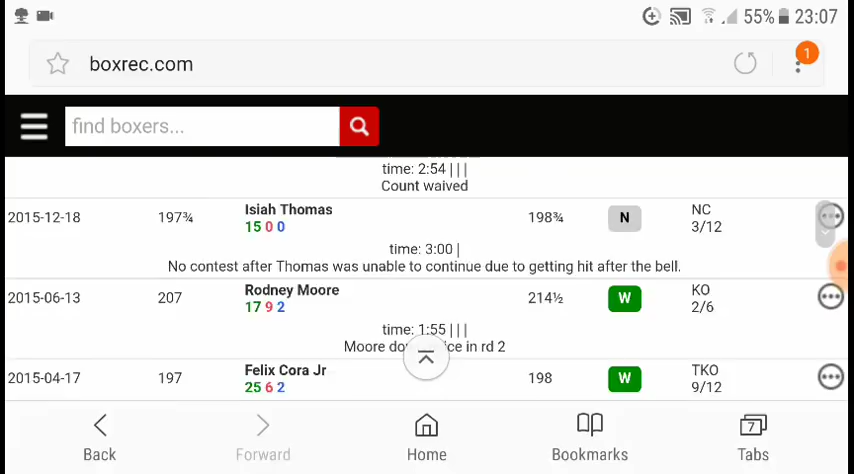 55% 23:07
boxrec.com
1
find boxers...
time: 2:54 | | |
Count waived
2015-12-18 197¾ Isiah Thomas 198¾ N NC
15 0 0 3/12
time: 3:00 |
No contest after Thomas was unable to continue due to getting hit after the bell.
2015-06-13 207 Rodney Moore 214½ W KO
17 9 2 2/6
time: 1:55 | | |
Moore in rd 2
2015-04-17 197 Felix Cora Jr 198 W TKO
25 6 2 9/12
7
Back Forward Home Bookmarks Tabs